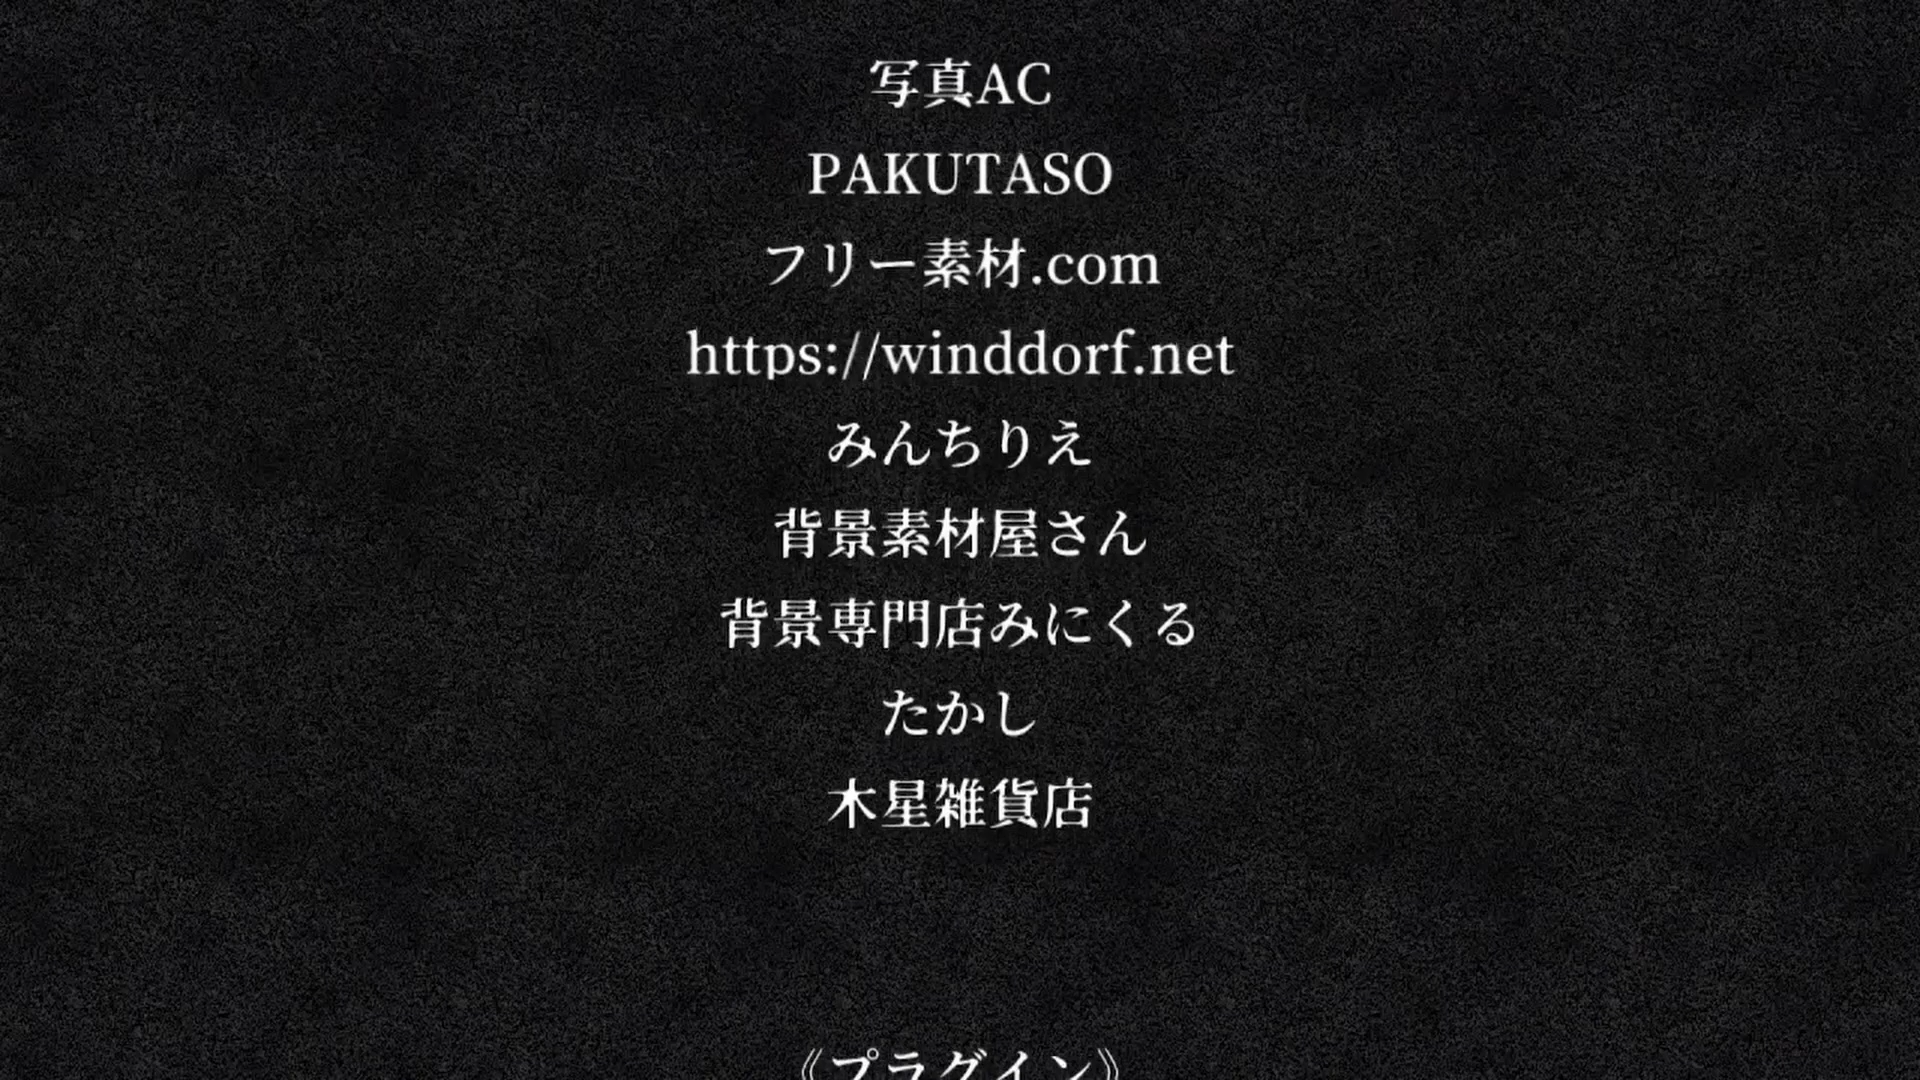 写真AC
PAKUTASO
フリー素材.com
https://winddorf.net
みんちりえ
背景素材屋さん
背景専門店みにくる
たかし
木星雑貨店
《プラグイン》